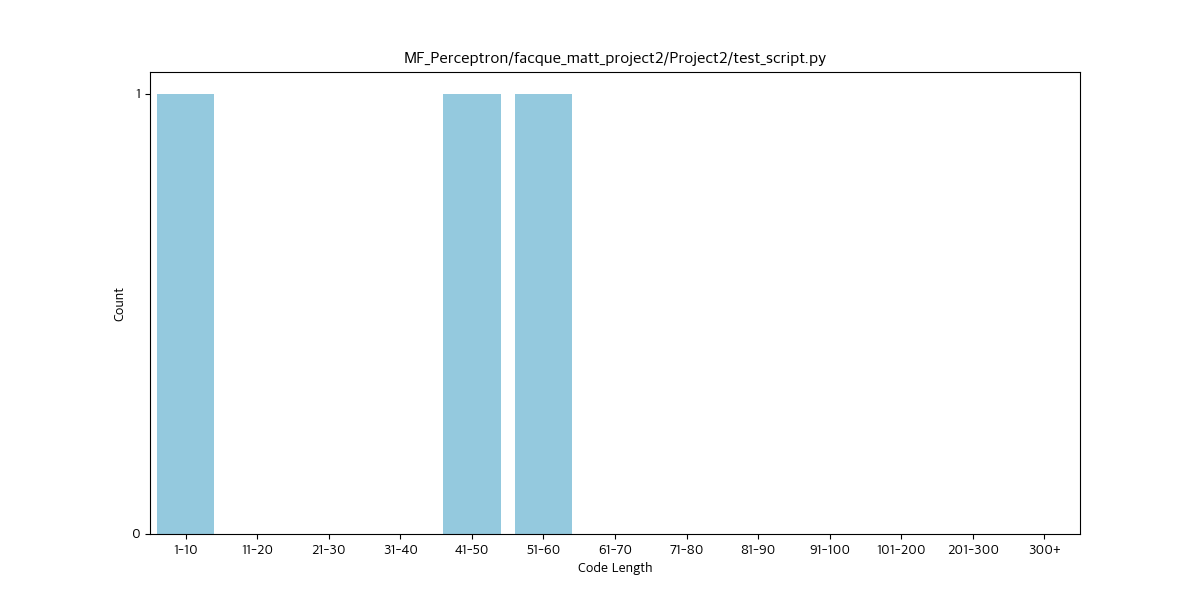 MF_Perceptron/facque_matt_project2/Project2/test_script.py
1
Count
0
1-10 11-20 21-30 31-40 41-50 51-60 61-70 71-80 81-90 91-100 101-200 201-300 300+
Code Length